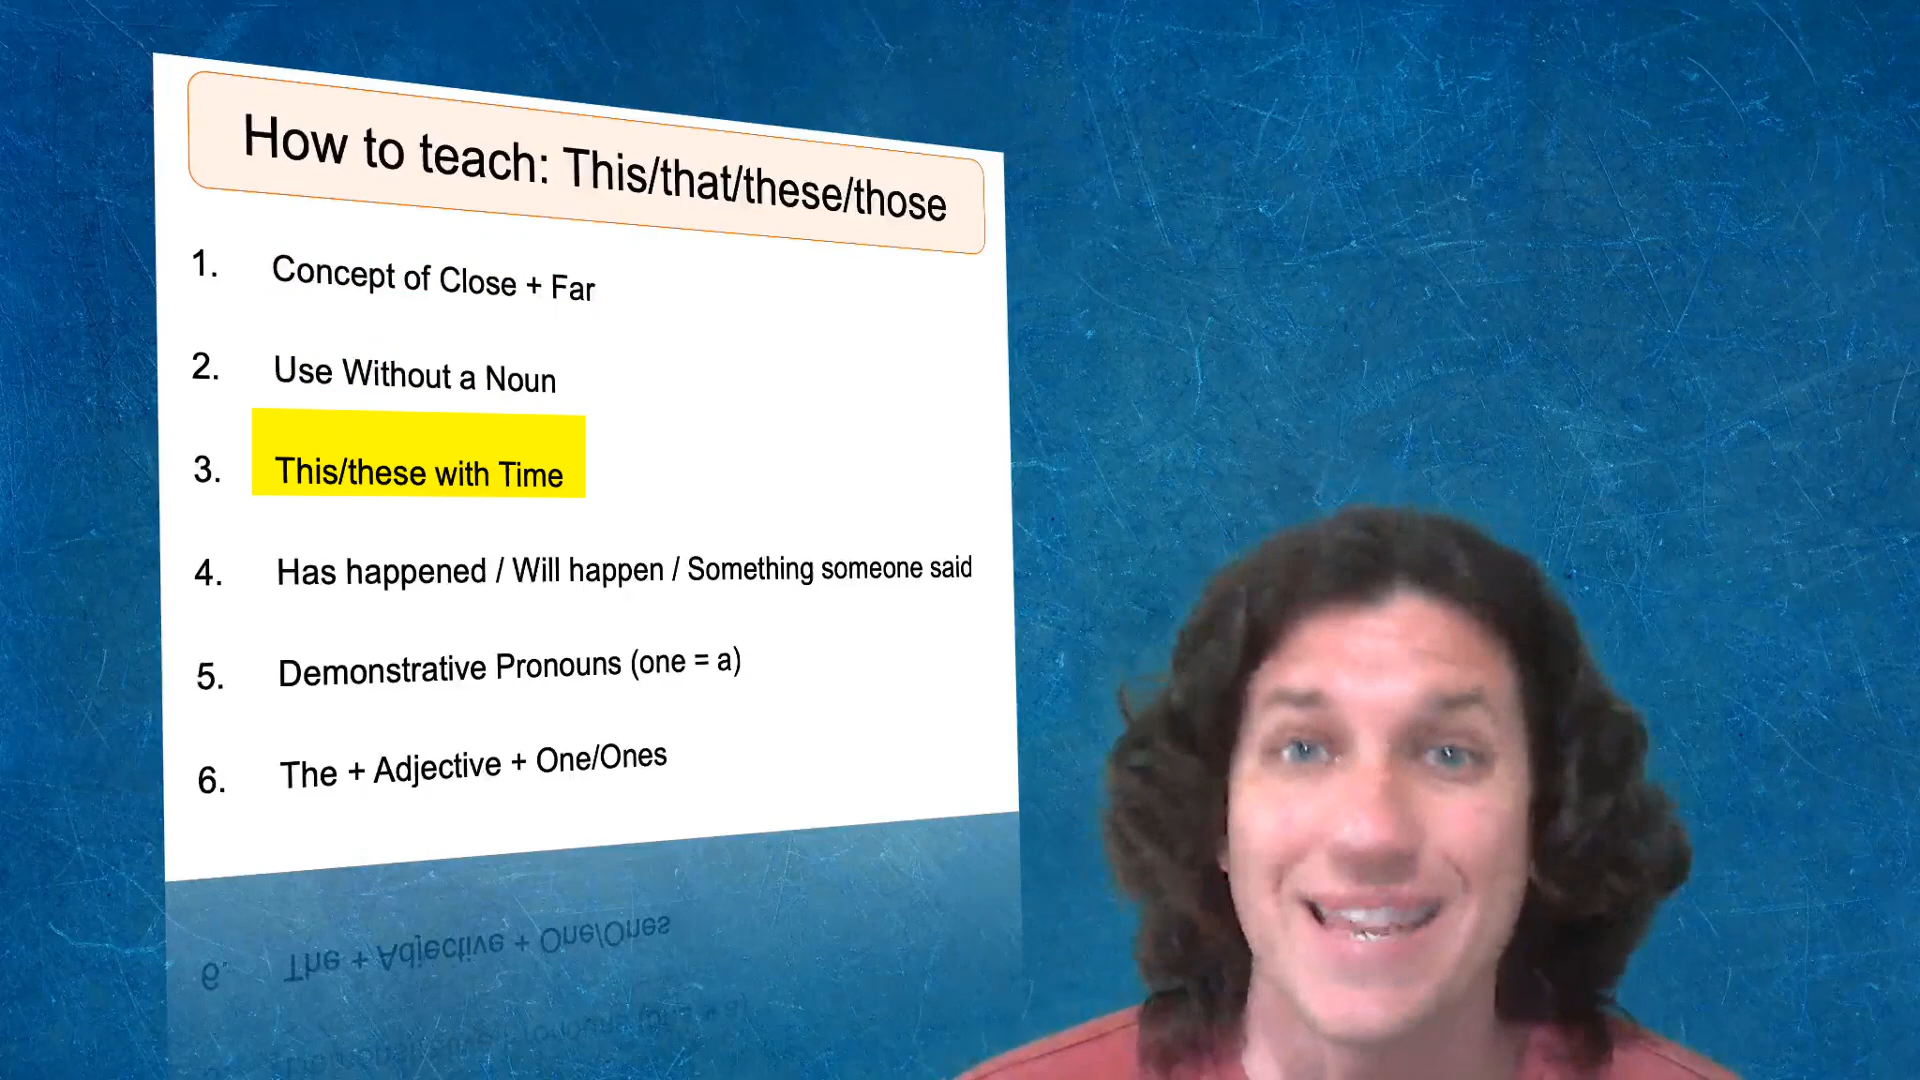 How to teach: This/that/these/those
1. Concept of Close + Far
2. Use Without a Noun
3. This/these with Time
4. Has happened / Will happen / Something someone said
5. Demonstrative Pronouns (one = a)
6. The + Adjective + One/Ones